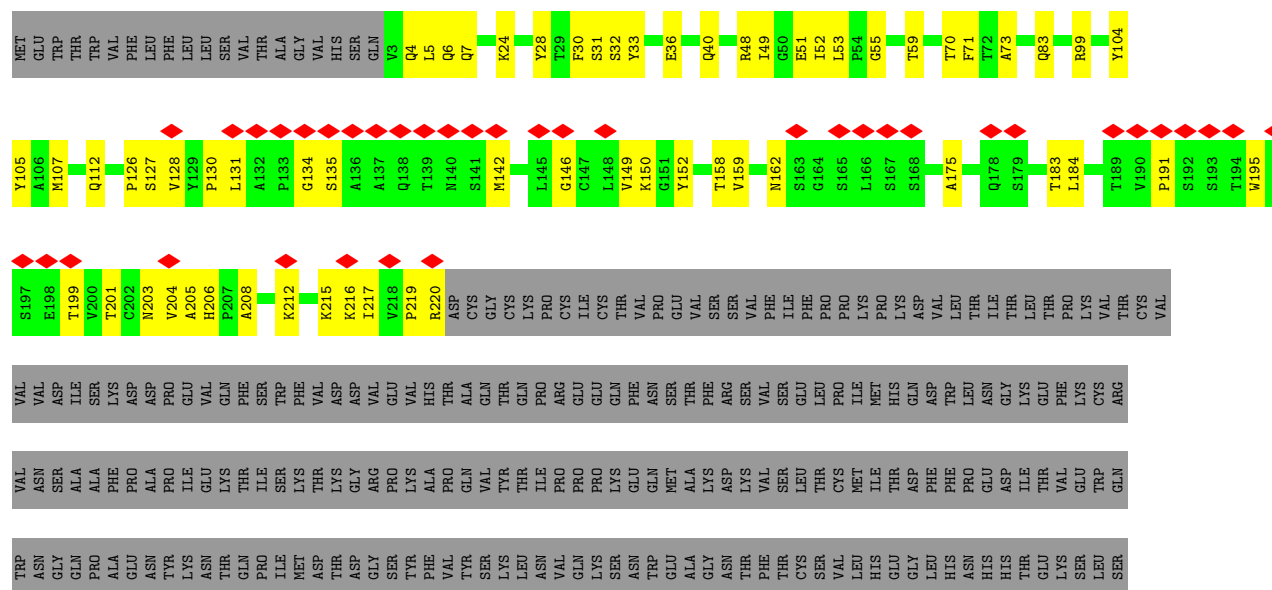 MET GLU TRP THR TRP VAL PHE LEU PHE LEU LEU SER VAL THR ALA GLY VAL HIS SER GLN V3 Q4 L5 Q6 Q7 K24 Y28 T29 F30 S31 S32 Y33 E36 Q40 R48 I49 G50 E51 I52 L53 P54 G55 T59 T70 F71 T72 A73 Q83 R99 Y104
Y105 A106 M107 Q112 P126 S127 V128 Y129 P130 L131 A132 P133 G134 S135 A136 A137 Q138 T139 N140 S141 M142 L145 G146 C147 L148 V149 K150 G151 Y152 T158 V159 N162 S163 G164 S165 L166 S167 S168 A175 Q178 S179 T183 L184 T189 V190 P191 S192 S193 T194 W195
S197 E198 T199 V200 T201 C202 N203 V204 A205 H206 P207 A208 K212 K215 K216 I217 V218 P219 R220 ASP CYS GLY CYS LYS PRO CYS ILE CYS THR VAL PRO GLU VAL SER SER VAL PHE ILE PHE PRO PRO LYS PRO LYS ASP VAL LEU THR ILE THR LEU THR PRO LYS VAL THR CYS VAL
VAL VAL ASP ILE SER LYS ASP ASP PRO GLU VAL GLN PHE SER TRP PHE VAL ASP ASP VAL GLU VAL HIS THR ALA GLN THR GLN PRO ARG GLU GLU GLN PHE ASN SER THR PHE ARG SER VAL SER GLU LEU PRO ILE MET HIS GLN ASP TRP LEU ASN GLY LYS GLU PHE LYS CYS ARG
VAL ASN SER ALA ALA PHE PRO ALA PRO ILE GLU LYS THR ILE SER LYS THR LYS GLY ARG PRO LYS ALA PRO GLN VAL TYR THR ILE PRO PRO PRO LYS GLU GLN MET ALA LYS ASP LYS VAL SER LEU THR CYS MET ILE THR ASP PHE PHE PRO GLU ASP ILE THR VAL GLU TRP GLN
TRP ASN GLY GLN PRO ALA GLU ASN TYR LYS ASN THR GLN PRO ILE MET ASP THR ASP GLY SER TYR PHE VAL TYR SER LYS LEU ASN VAL GLN LYS SER ASN TRP GLU ALA GLY ASN THR PHE THR CYS SER VAL LEU HIS GLU GLY LEU HIS ASN HIS HIS THR GLU LYS SER LEU SER